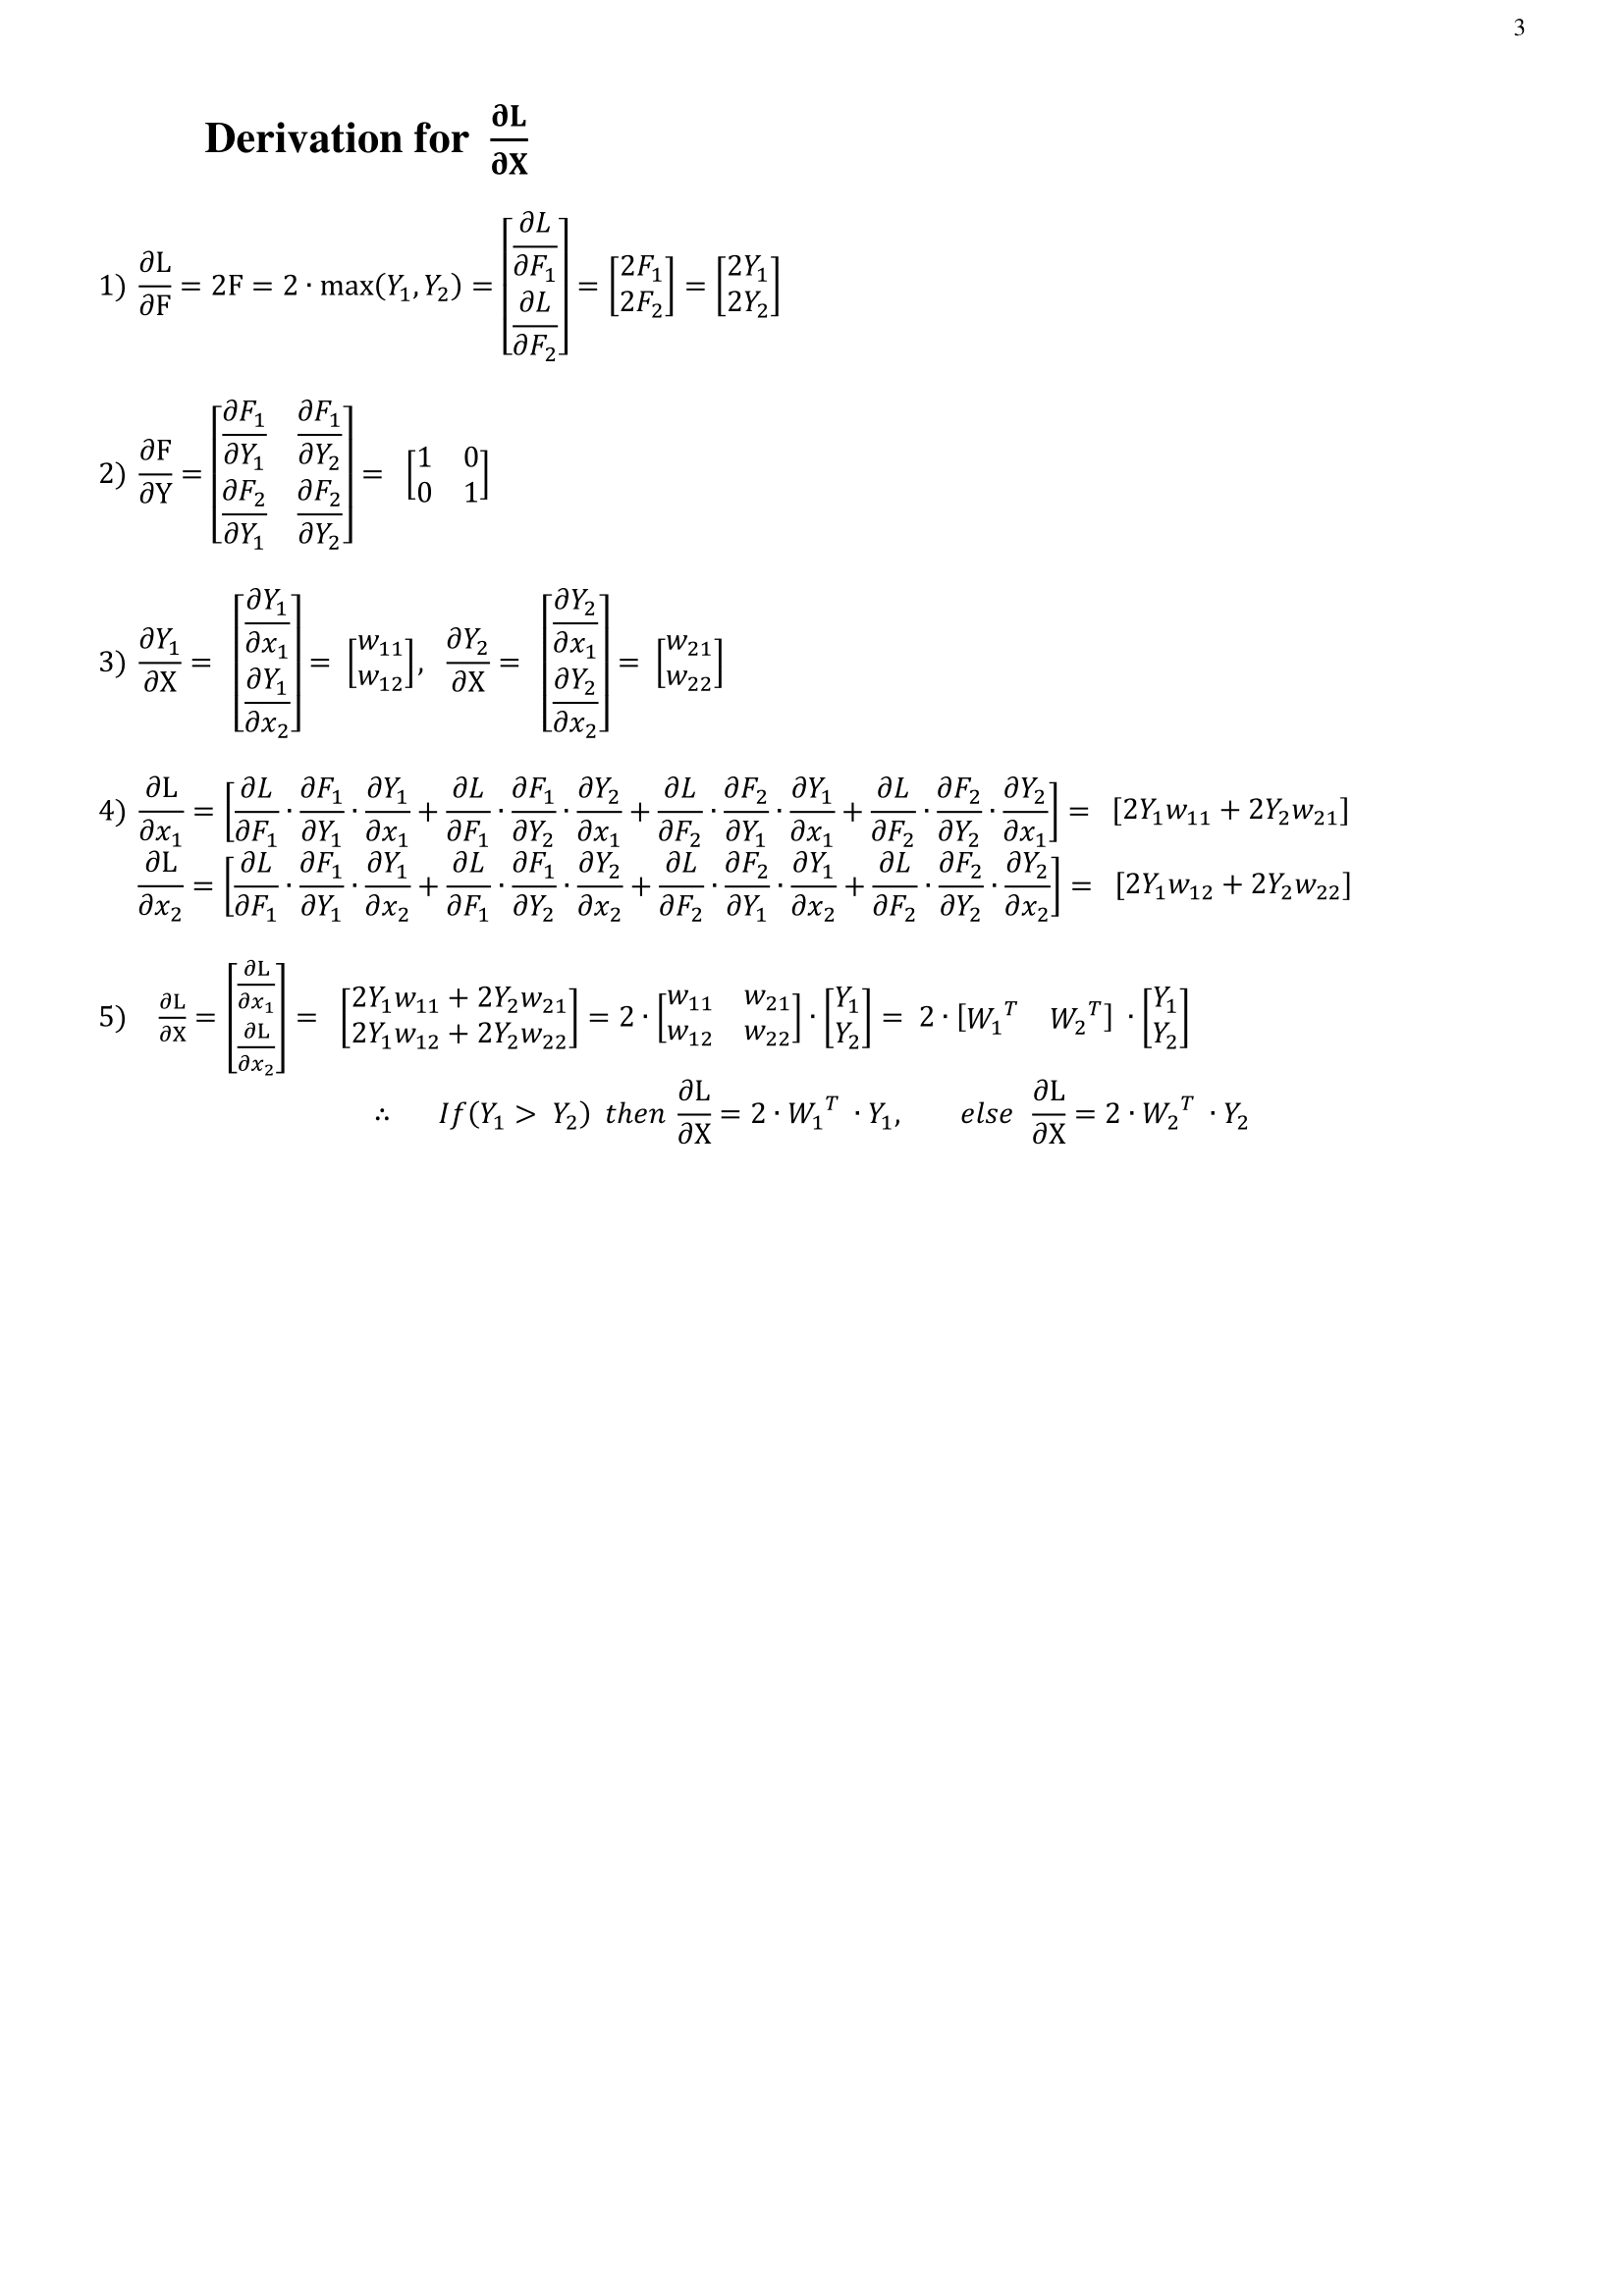 3
Derivation for ∂L/∂X
1) ∂L/∂F = 2F = 2 · max(Y₁, Y₂) = [∂L/∂F₁; ∂L/∂F₂] = [2F₁; 2F₂] = [2Y₁; 2Y₂]
2) ∂F/∂Y = [∂F₁/∂Y₁ ∂F₁/∂Y₂; ∂F₂/∂Y₁ ∂F₂/∂Y₂] = [1 0; 0 1]
3) ∂Y₁/∂X = [∂Y₁/∂x₁; ∂Y₁/∂x₂] = [w₁₁; w₁₂], ∂Y₂/∂X = [∂Y₂/∂x₁; ∂Y₂/∂x₂] = [w₂₁; w₂₂]
4) ∂L/∂x₁ = [∂L/∂F₁ · ∂F₁/∂Y₁ · ∂Y₁/∂x₁ + ∂L/∂F₁ · ∂F₁/∂Y₂ · ∂Y₂/∂x₁ + ∂L/∂F₂ · ∂F₂/∂Y₁ · ∂Y₁/∂x₁ + ∂L/∂F₂ · ∂F₂/∂Y₂ · ∂Y₂/∂x₁] = [2Y₁w₁₁ + 2Y₂w₂₁]
∂L/∂x₂ = [∂L/∂F₁ · ∂F₁/∂Y₁ · ∂Y₁/∂x₂ + ∂L/∂F₁ · ∂F₁/∂Y₂ · ∂Y₂/∂x₂ + ∂L/∂F₂ · ∂F₂/∂Y₁ · ∂Y₁/∂x₂ + ∂L/∂F₂ · ∂F₂/∂Y₂ · ∂Y₂/∂x₂] = [2Y₁w₁₂ + 2Y₂w₂₂]
5) ∂L/∂X = [∂L/∂x₁; ∂L/∂x₂] = [2Y₁w₁₁ + 2Y₂w₂₁; 2Y₁w₁₂ + 2Y₂w₂₂] = 2 · [w₁₁ w₂₁; w₁₂ w₂₂] · [Y₁; Y₂] = 2 · [W₁ᵀ W₂ᵀ] · [Y₁; Y₂]
∴ If(Y₁ > Y₂) then ∂L/∂X = 2 · W₁ᵀ · Y₁, else ∂L/∂X = 2 · W₂ᵀ · Y₂